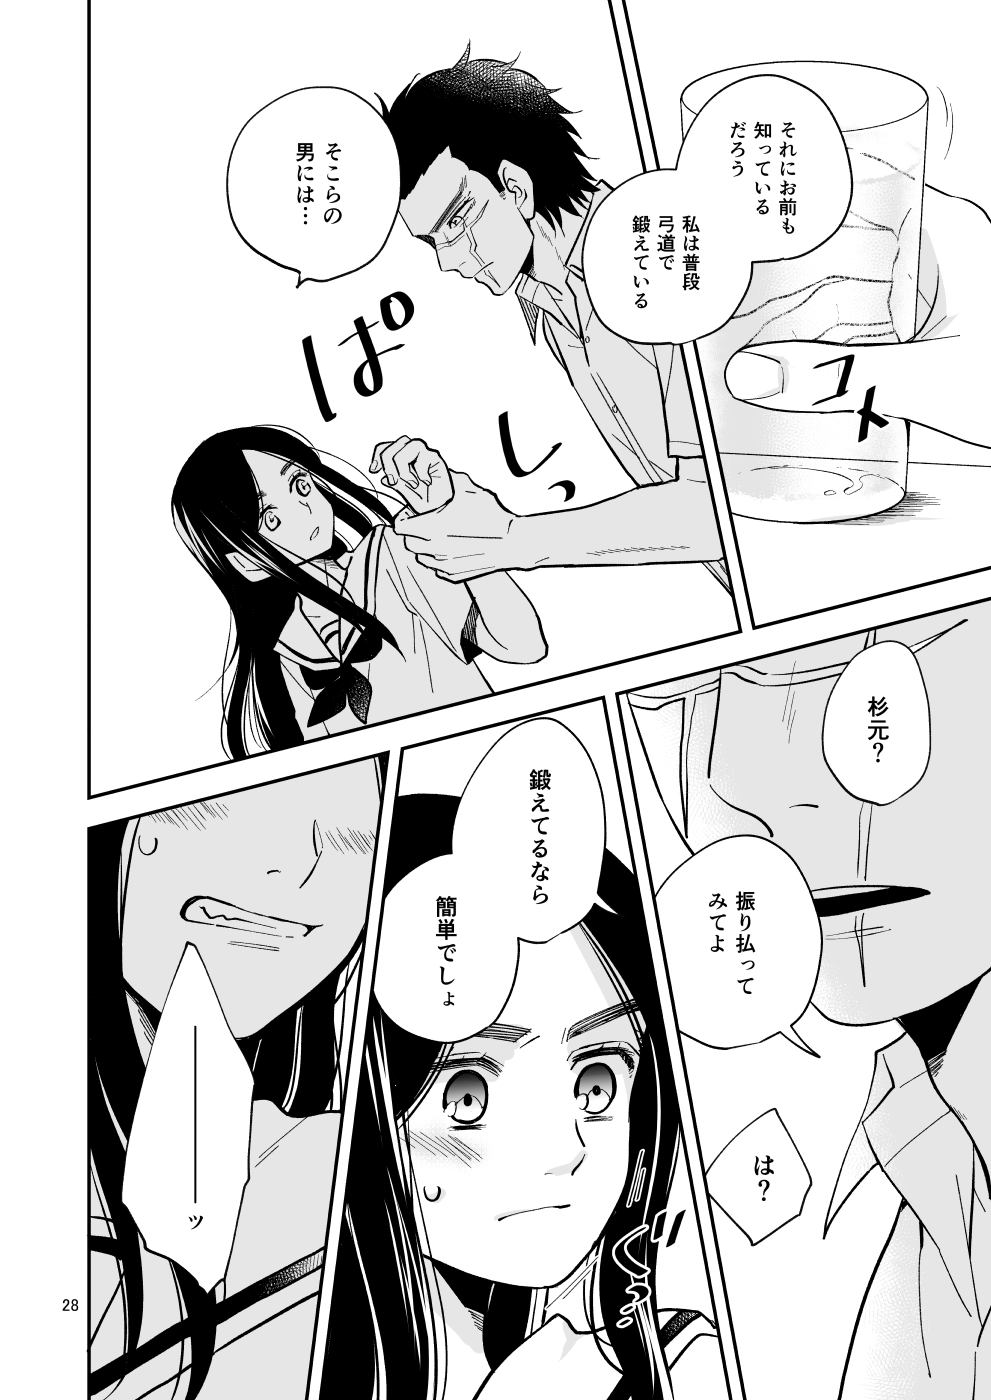 それにお前も
知っている
だろう
私は普段
弓道で
鍛えている
コト
そこらの
男には…
ぱ
しっ
杉元？
振り払って
みてよ
は？
鍛えてるなら
簡単でしょ
ぐっ
――ッ
28